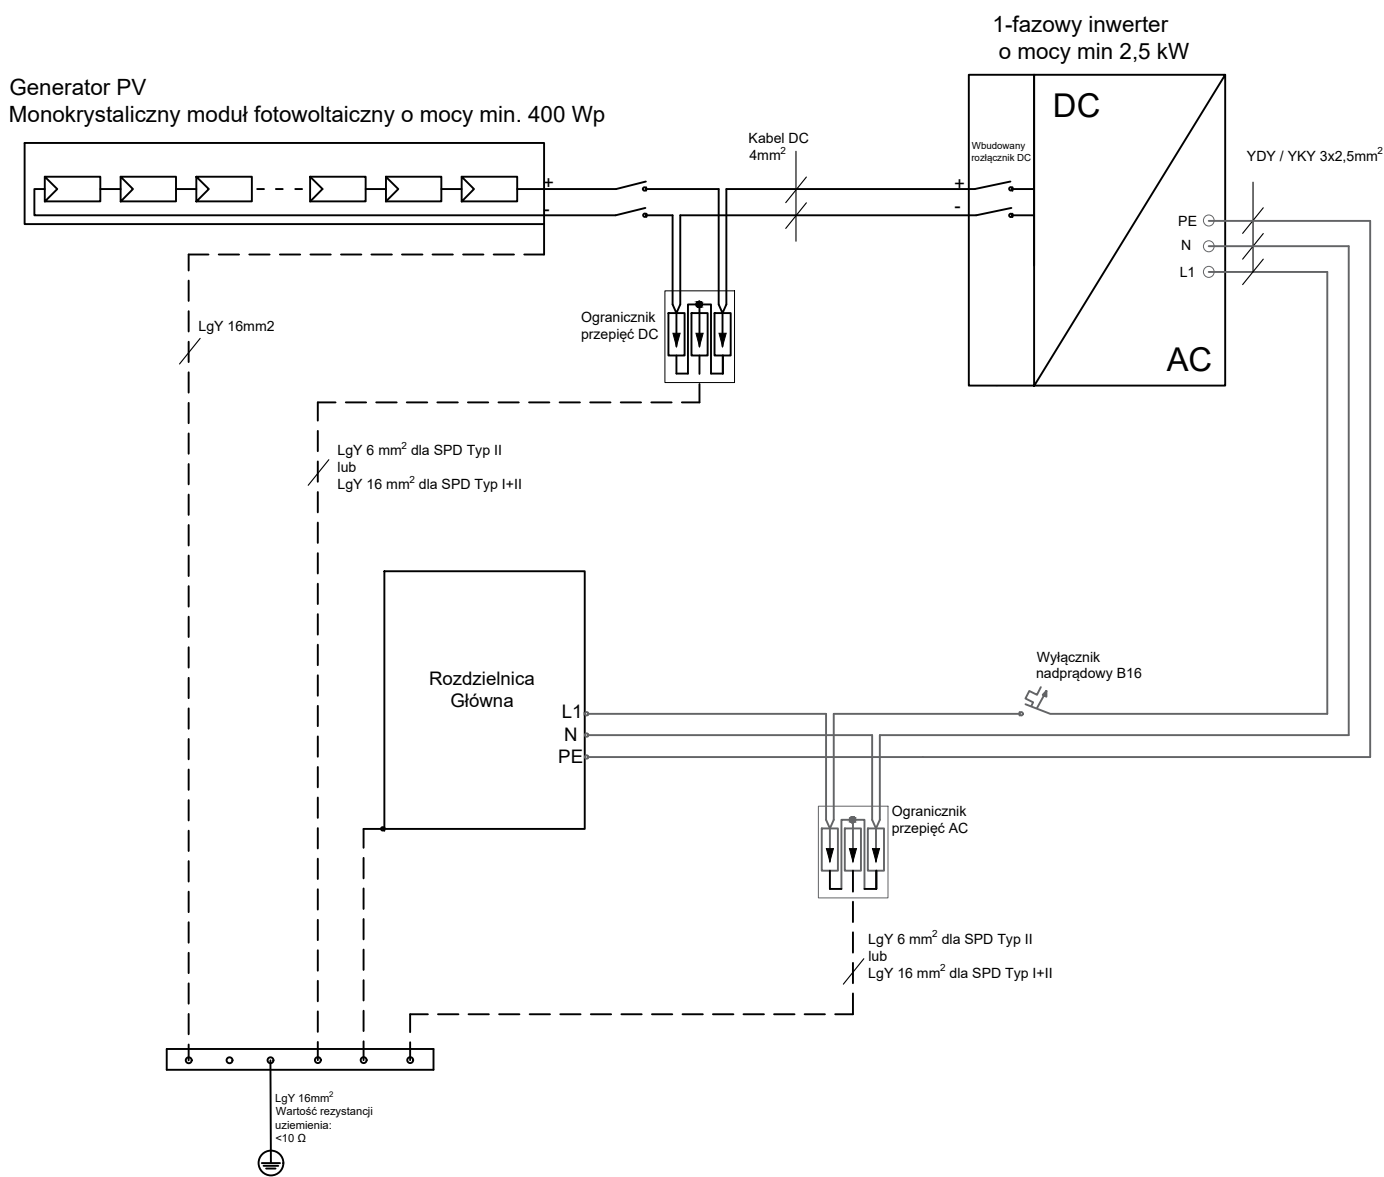 1-fazowy inwerter
o mocy min 2,5 kW
Generator PV
Monokrystaliczny moduł fotowoltaiczny o mocy min. 400 Wp
DC
Kabel DC
4mm²
Wbudowany
rozłącznik DC
YDY / YKY 3x2,5mm²
+
-
+
-
PE
N
L1
AC
Ogranicznik
przepięć DC
LgY 16mm2
LgY 6 mm² dla SPD Typ II
lub
LgY 16 mm² dla SPD Typ I+II
Rozdzielnica
Główna
L1
N
PE
Wyłącznik
nadprądowy B16
Ogranicznik
przepięć AC
LgY 6 mm² dla SPD Typ II
lub
LgY 16 mm² dla SPD Typ I+II
LgY 16mm²
Wartość rezystancji
uziemienia:
<10 Ω